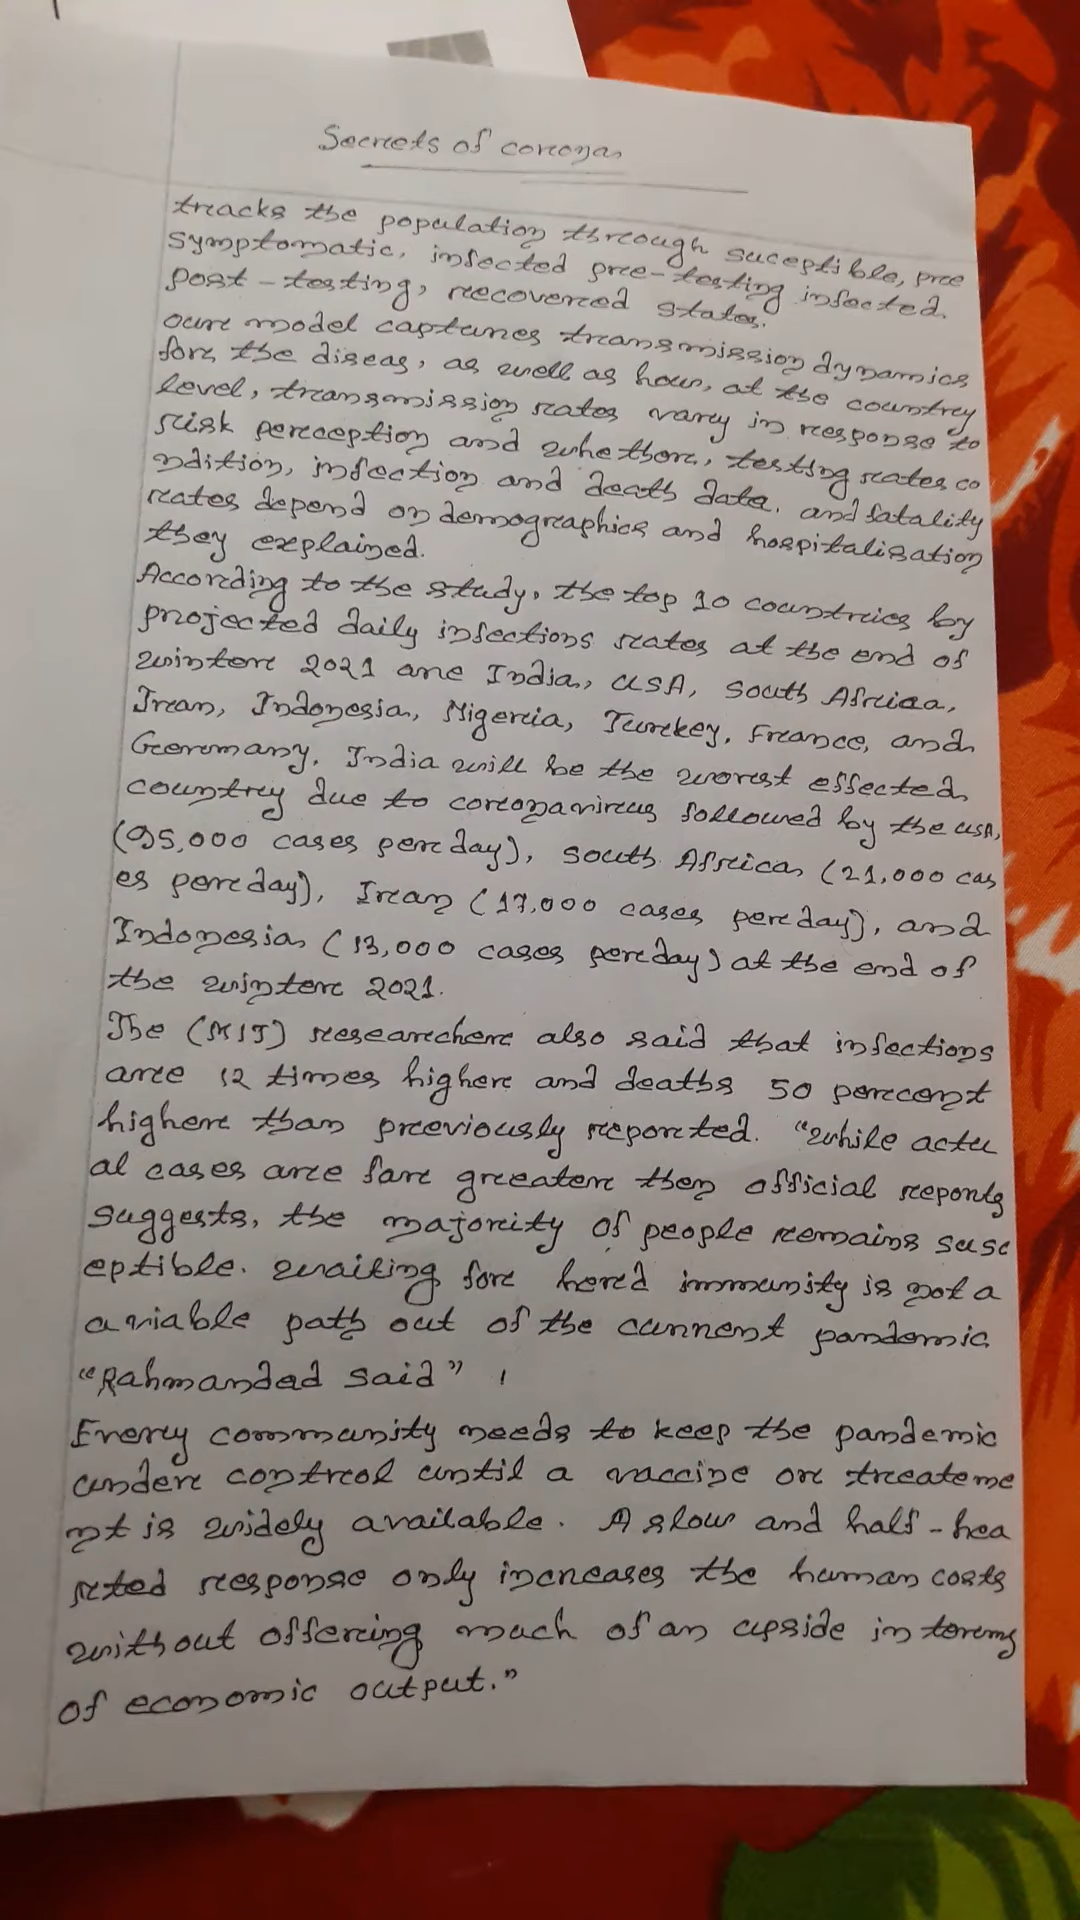 Secrets of corona
tracks the population through suceptible, pre
symptomatic, infected pre-testing infected.
post-testing, recovered states.
our model captures transmission dynamics
for the diseas, as well as how, at the country
level, transmission rates vary in response to
risk perception and whether, testing rates co
ndition, infection and death data, and fatality
rates depend on demographics and hospitalisation
they explained.
According to the study, the top 10 countries by
projected daily infections rates at the end of
winter 2021 are India, USA, South Africa,
Iran, Indonesia, Nigeria, Turkey, France, and
Germany. India will be the worest effected
country due to coronavirus followed by the USA,
(95,000 cases per day), South Africa (21,000 cas
es per day), Iran (17,000 cases per day), and
Indonesia (13,000 cases per day) at the end of
the winter 2021.
The (MIT) researcher also said that infections
are 12 times higher and deaths 50 percent
higher than previously reported. "while actu
al cases are far greater then official reports
suggests, the majority of people remains susc
eptible. waiting for herd immunity is not a
a viable path out of the current pandemic
"Rahmandad said" ,
Every community needs to keep the pandemic
under control until a vaccine or treateme
nt is widely available. A slow and half-hea
rted response only increases the human costs
without offering much of an upside in terms
of economic output."